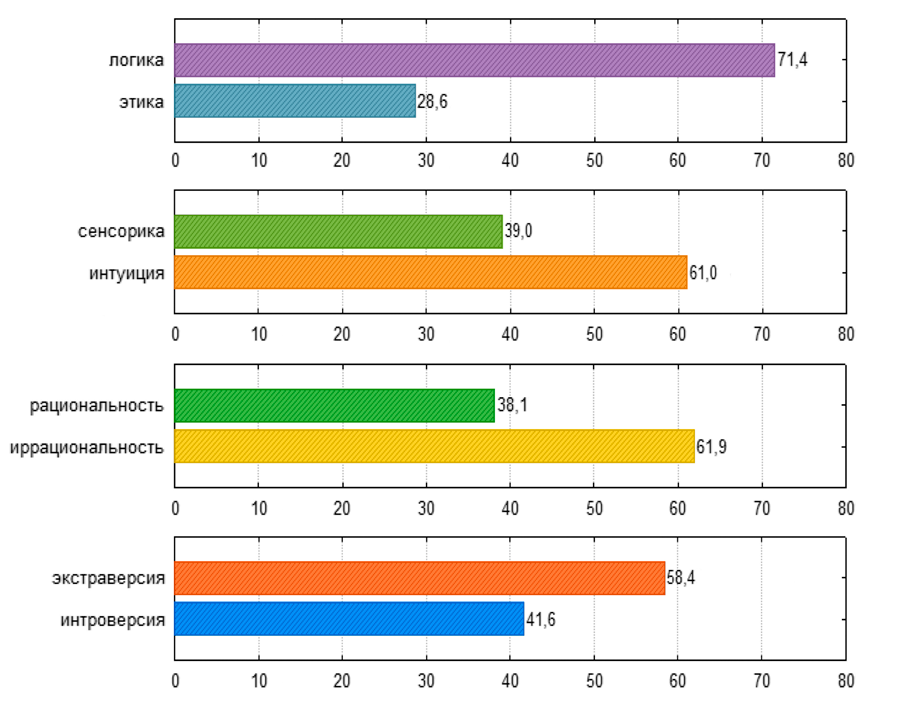 логика 71,4
этика 28,6
0 10 20 30 40 50 60 70 80
сенсорика 39,0
интуиция 61,0
0 10 20 30 40 50 60 70 80
рациональность 38,1
иррациональность 61,9
0 10 20 30 40 50 60 70 80
экстраверсия 58,4
интроверсия 41,6
0 10 20 30 40 50 60 70 80